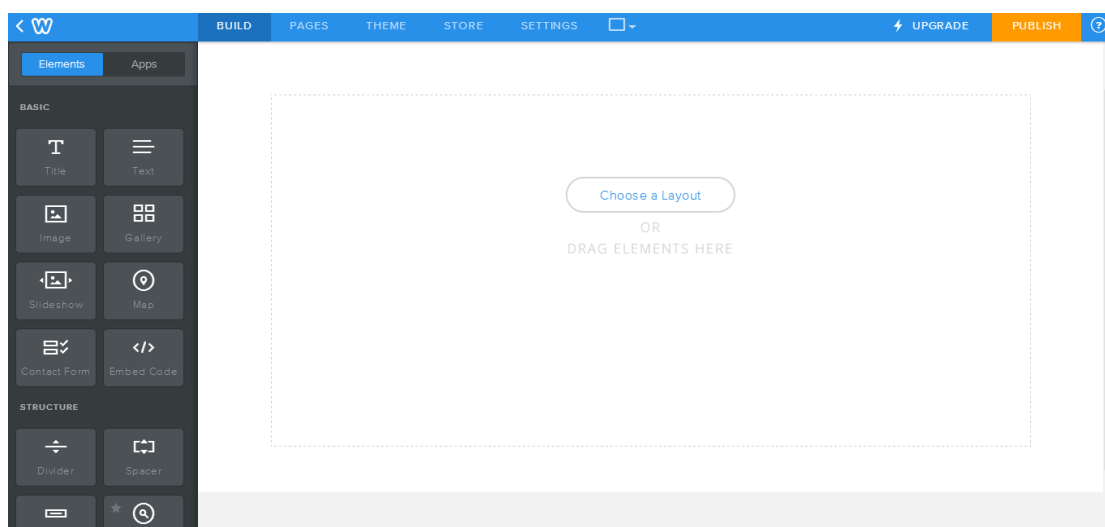 BUILD PAGES THEME STORE SETTINGS UPGRADE PUBLISH
Elements Apps
BASIC
Title Text
Image Gallery
Slideshow Map
Contact Form Embed Code
STRUCTURE
Divider Spacer
Choose a Layout
OR
DRAG ELEMENTS HERE